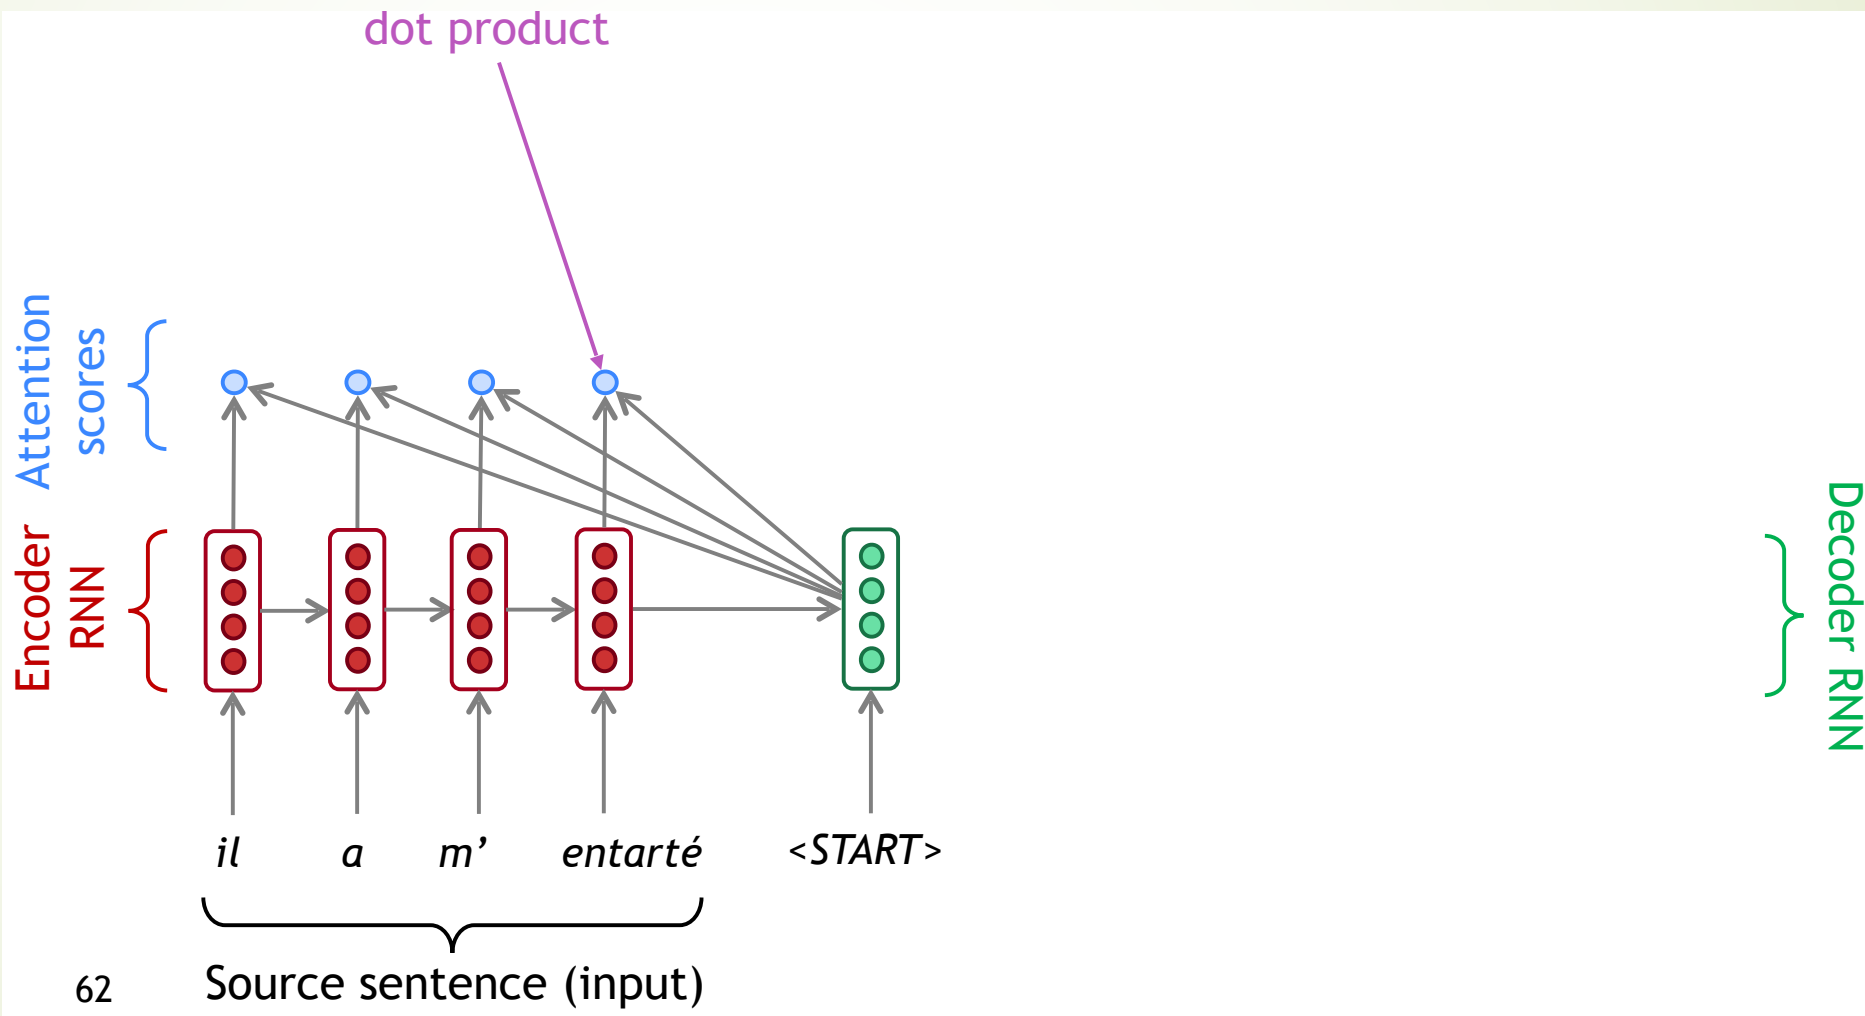 dot product
Attention
scores
Encoder
RNN
Decoder RNN
il a m’ entarté <START>
Source sentence (input)
62